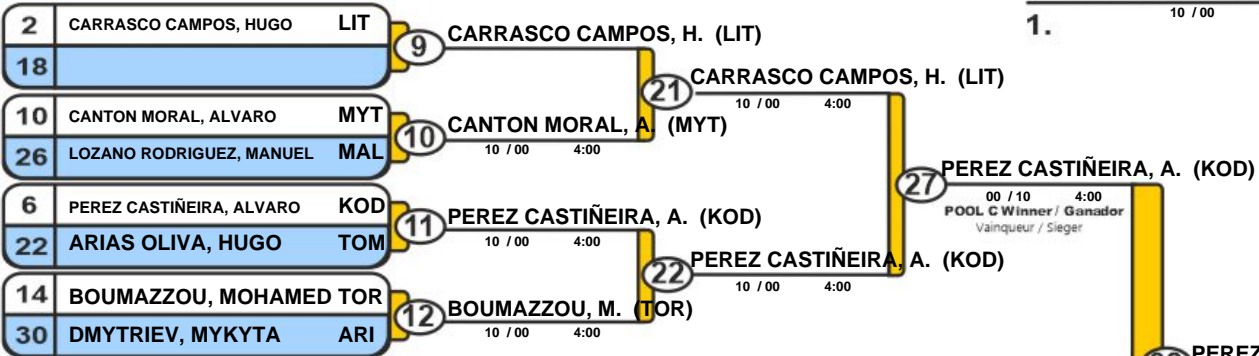 10 / 00
1.
2 CARRASCO CAMPOS, HUGO LIT
18
9 CARRASCO CAMPOS, H. (LIT)
21 CARRASCO CAMPOS, H. (LIT)
10 / 00 4:00
10 CANTON MORAL, ALVARO MYT
26 LOZANO RODRIGUEZ, MANUEL MAL
10 CANTON MORAL, A. (MYT)
10 / 00 4:00
27 PEREZ CASTIÑEIRA, A. (KOD)
00 / 10 4:00
POOL C Winner / Ganador
Vainqueur / Sieger
6 PEREZ CASTIÑEIRA, ALVARO KOD
22 ARIAS OLIVA, HUGO TOM
11 PEREZ CASTIÑEIRA, A. (KOD)
10 / 00 4:00
22 PEREZ CASTIÑEIRA, A. (KOD)
10 / 00 4:00
14 BOUMAZZOU, MOHAMED TOR
30 DMYTRIEV, MYKYTA ARI
12 BOUMAZZOU, M. (TOR)
10 / 00 4:00
PEREZ